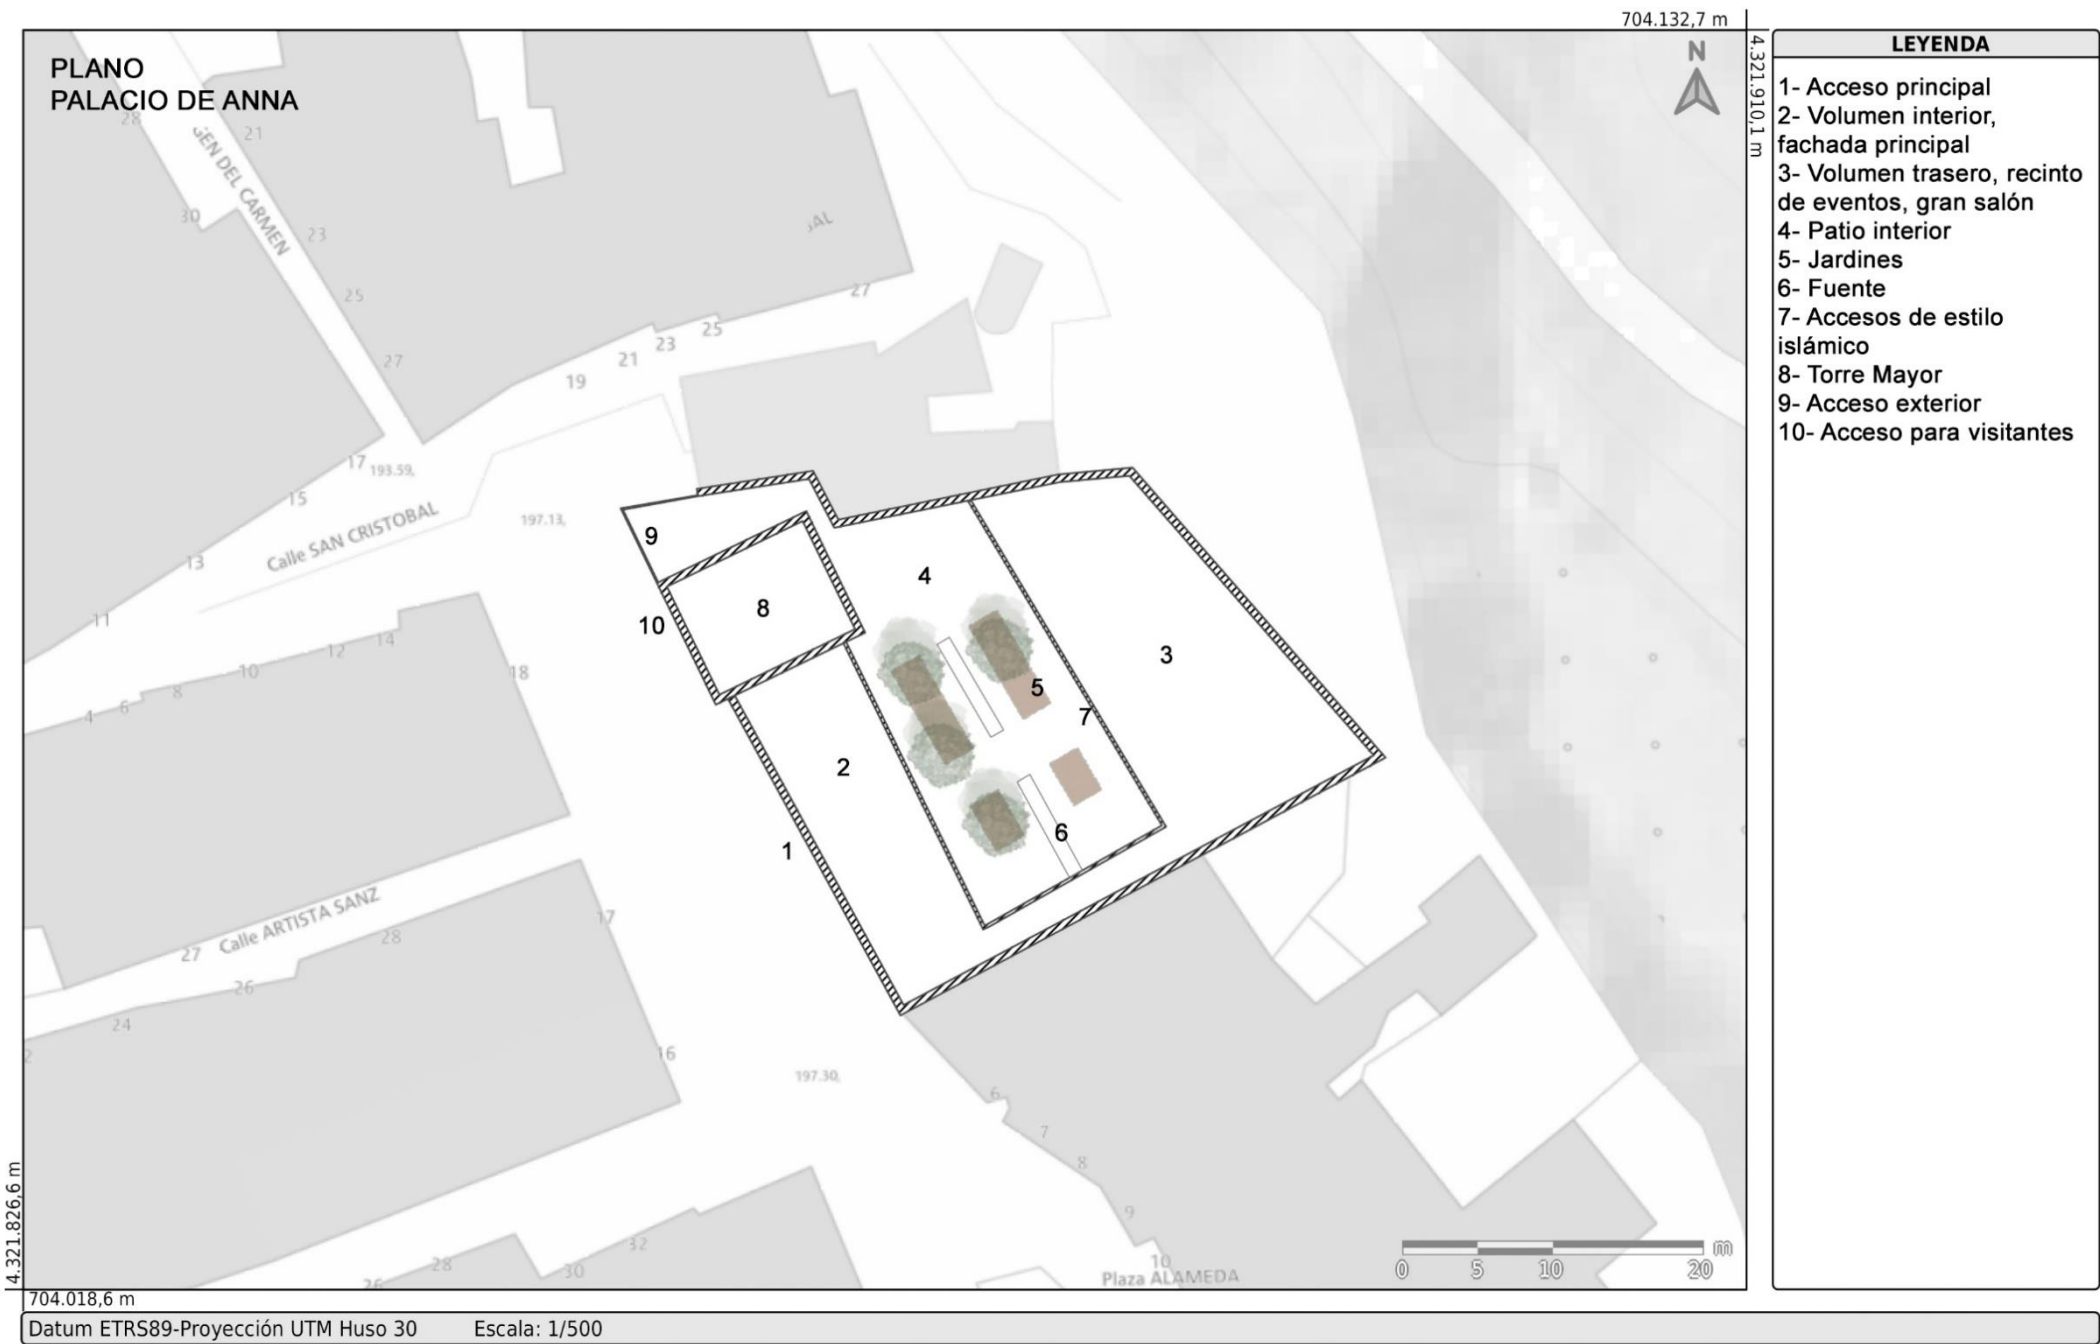 704.132,7 m
4.321.910,1 m
PLANO
PALACIO DE ANNA
N
LEYENDA
1- Acceso principal
2- Volumen interior,
fachada principal
3- Volumen trasero, recinto
de eventos, gran salón
4- Patio interior
5- Jardines
6- Fuente
7- Accesos de estilo
islámico
8- Torre Mayor
9- Acceso exterior
10- Acceso para visitantes
28
21
GEN DEL CARMEN
30
23
25
27
27
25
23
21
19
17
193.59,
15
Calle SAN CRISTOBAL
197.13,
13
11
9
4
8
10
3
14
12
10
8
6
4
18
5
7
2
6
1
Calle ARTISTA SANZ
17
28
27
26
24
2
16
197.30,
6
7
8
9
10
Plaza ALAMEDA
32
28
30
26
0 5 10 20
m
4.321.826,6 m
704.018,6 m
Datum ETRS89-Proyección UTM Huso 30 Escala: 1/500